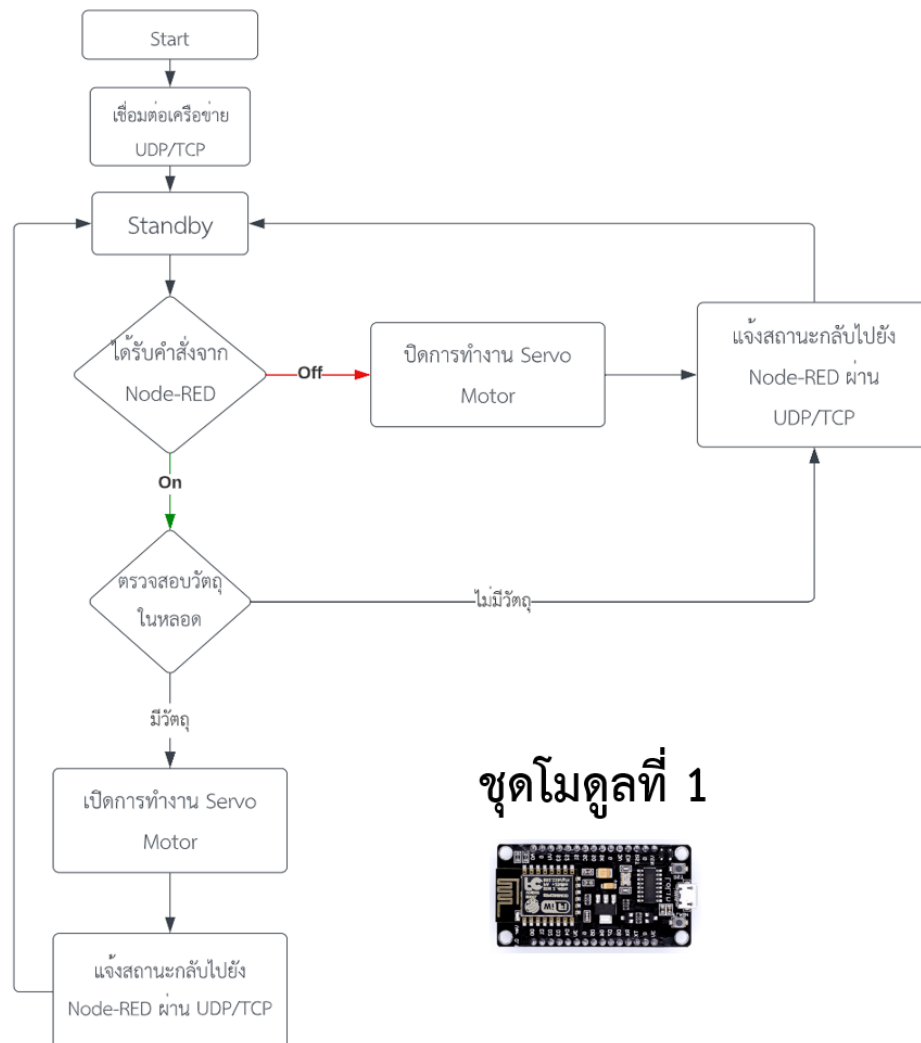 Start
เชื่อมต่อเครือข่าย
UDP/TCP
Standby
ได้รับคำสั่งจาก
Node-RED
Off
ปิดการทำงาน Servo
Motor
แจ้งสถานะกลับไปยัง
Node-RED ผ่าน
UDP/TCP
On
ตรวจสอบวัตถุ
ในหลอด
ไม่มีวัตถุ
มีวัตถุ
เปิดการทำงาน Servo
Motor
ชุดโมดูลที่ 1
แจ้งสถานะกลับไปยัง
Node-RED ผ่าน UDP/TCP